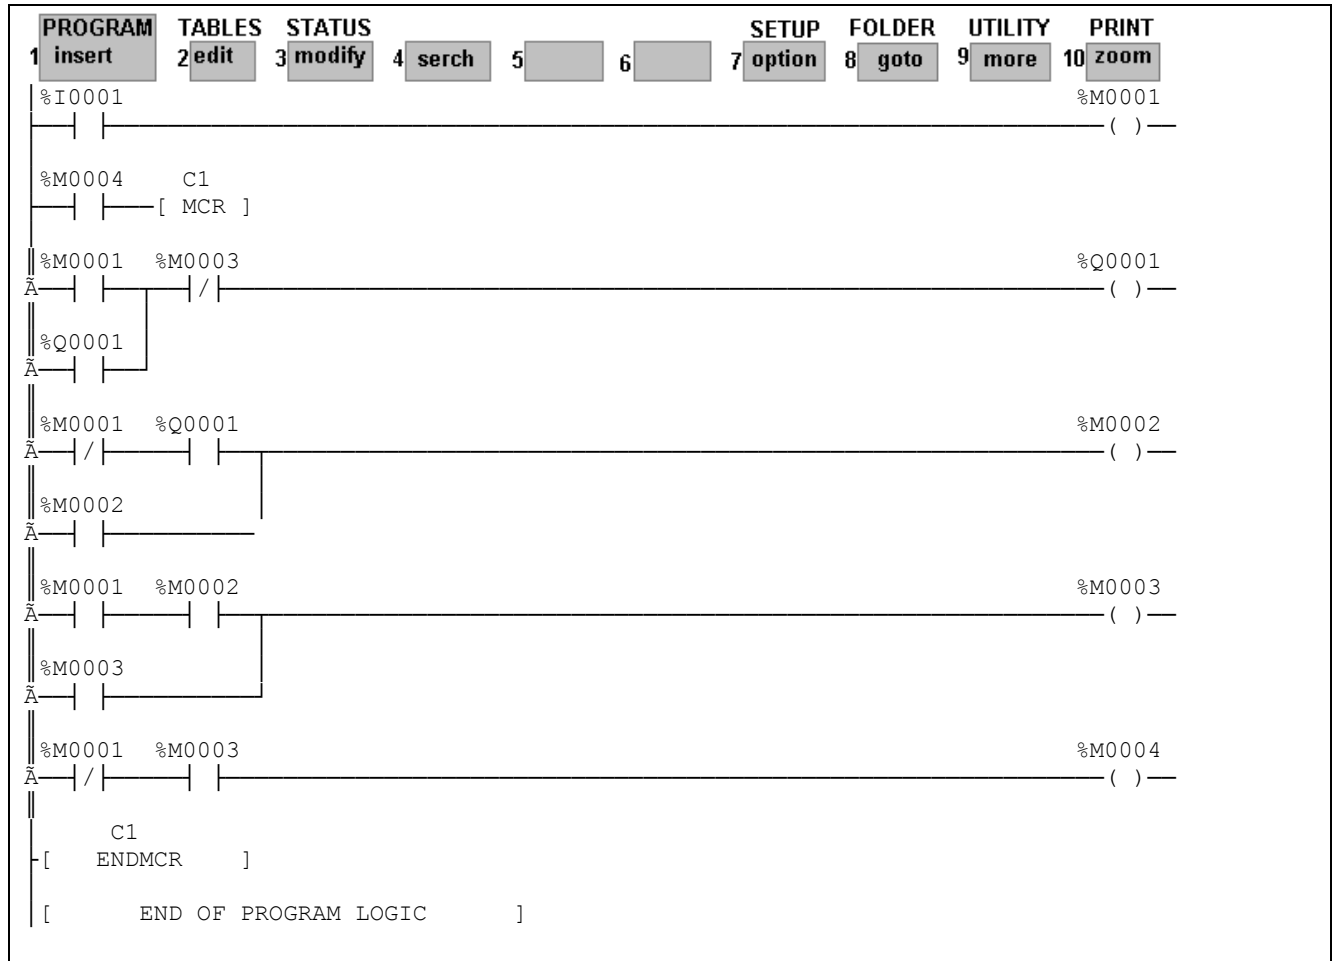 PROGRAM TABLES STATUS SETUP FOLDER UTILITY PRINT
1 insert 2 edit 3 modify 4 serch 5 6 7 option 8 goto 9 more 10 zoom
%I0001 %M0001
( )
%M0004 C1
[ MCR ]
%M0001 %M0003 %Q0001
Ã / ( )
%Q0001
Ã
%M0001 %Q0001 %M0002
Ã / ( )
%M0002
Ã
%M0001 %M0002 %M0003
Ã ( )
%M0003
Ã
%M0001 %M0003 %M0004
Ã / ( )
C1
[ ENDMCR ]
[ END OF PROGRAM LOGIC ]